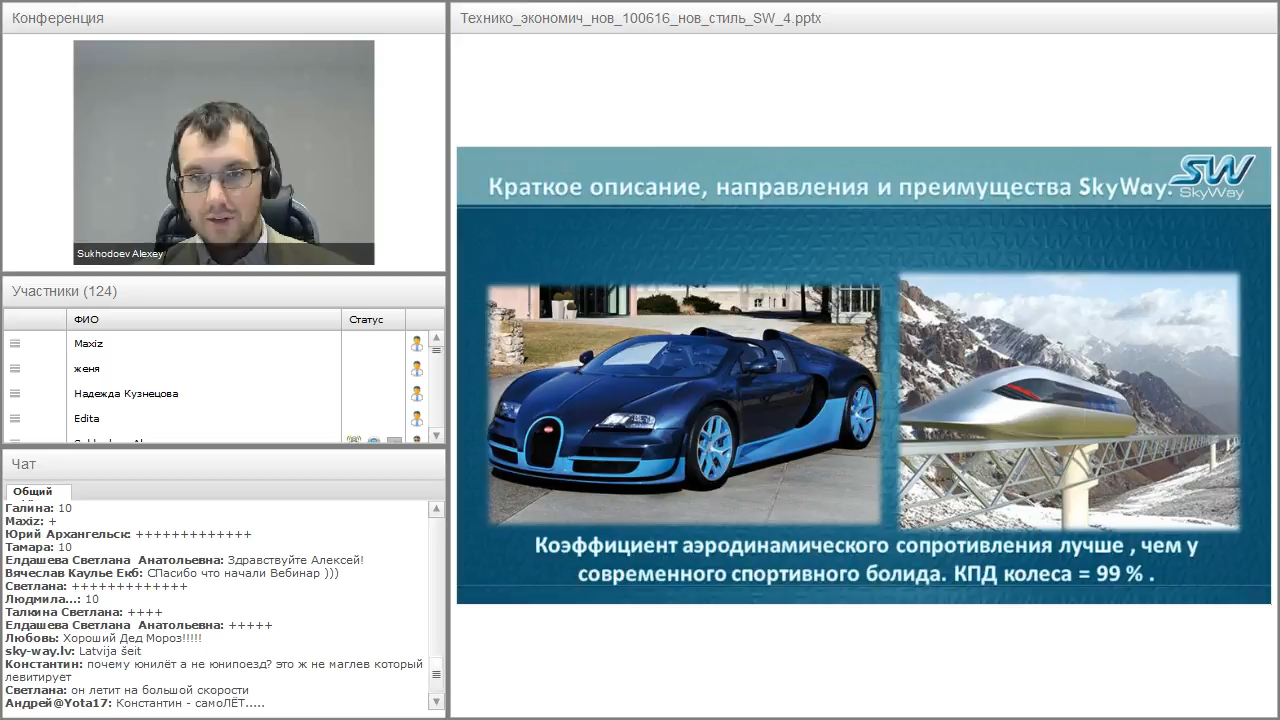 Конференция
Sukhodoev Alexey
Участники (124)
ФИО Статус
Maxiz
женя
Надежда Кузнецова
Edita
Чат
Общий
Галина: 10
Maxiz: +
Юрий Архангельск: +++++++++++++
Тамара: 10
Елдашева Светлана Анатольевна: Здравствуйте Алексей!
Вячеслав Каулье Екб: СПасибо что начали Вебинар )))
Светлана: +++++++++++++
Людмила...: 10
Талкина Светлана: ++++
Елдашева Светлана Анатольевна: +++++
Любовь: Хороший Дед Мороз!!!!!
sky-way.lv: Latvija šeit
Константин: почему юнилёт а не юнипоезд? это ж не маглев который
левитирует
Светлана: он летит на большой скорости
Андрей@Yota17: Константин - самоЛЁТ.....
Технико_экономич_нов_100616_нов_стиль_SW_4.pptx
Краткое описание, направления и преимущества SkyWay.
SW
SkyWay
Коэффициент аэродинамического сопротивления лучше , чем у
современного спортивного болида. КПД колеса = 99 % .